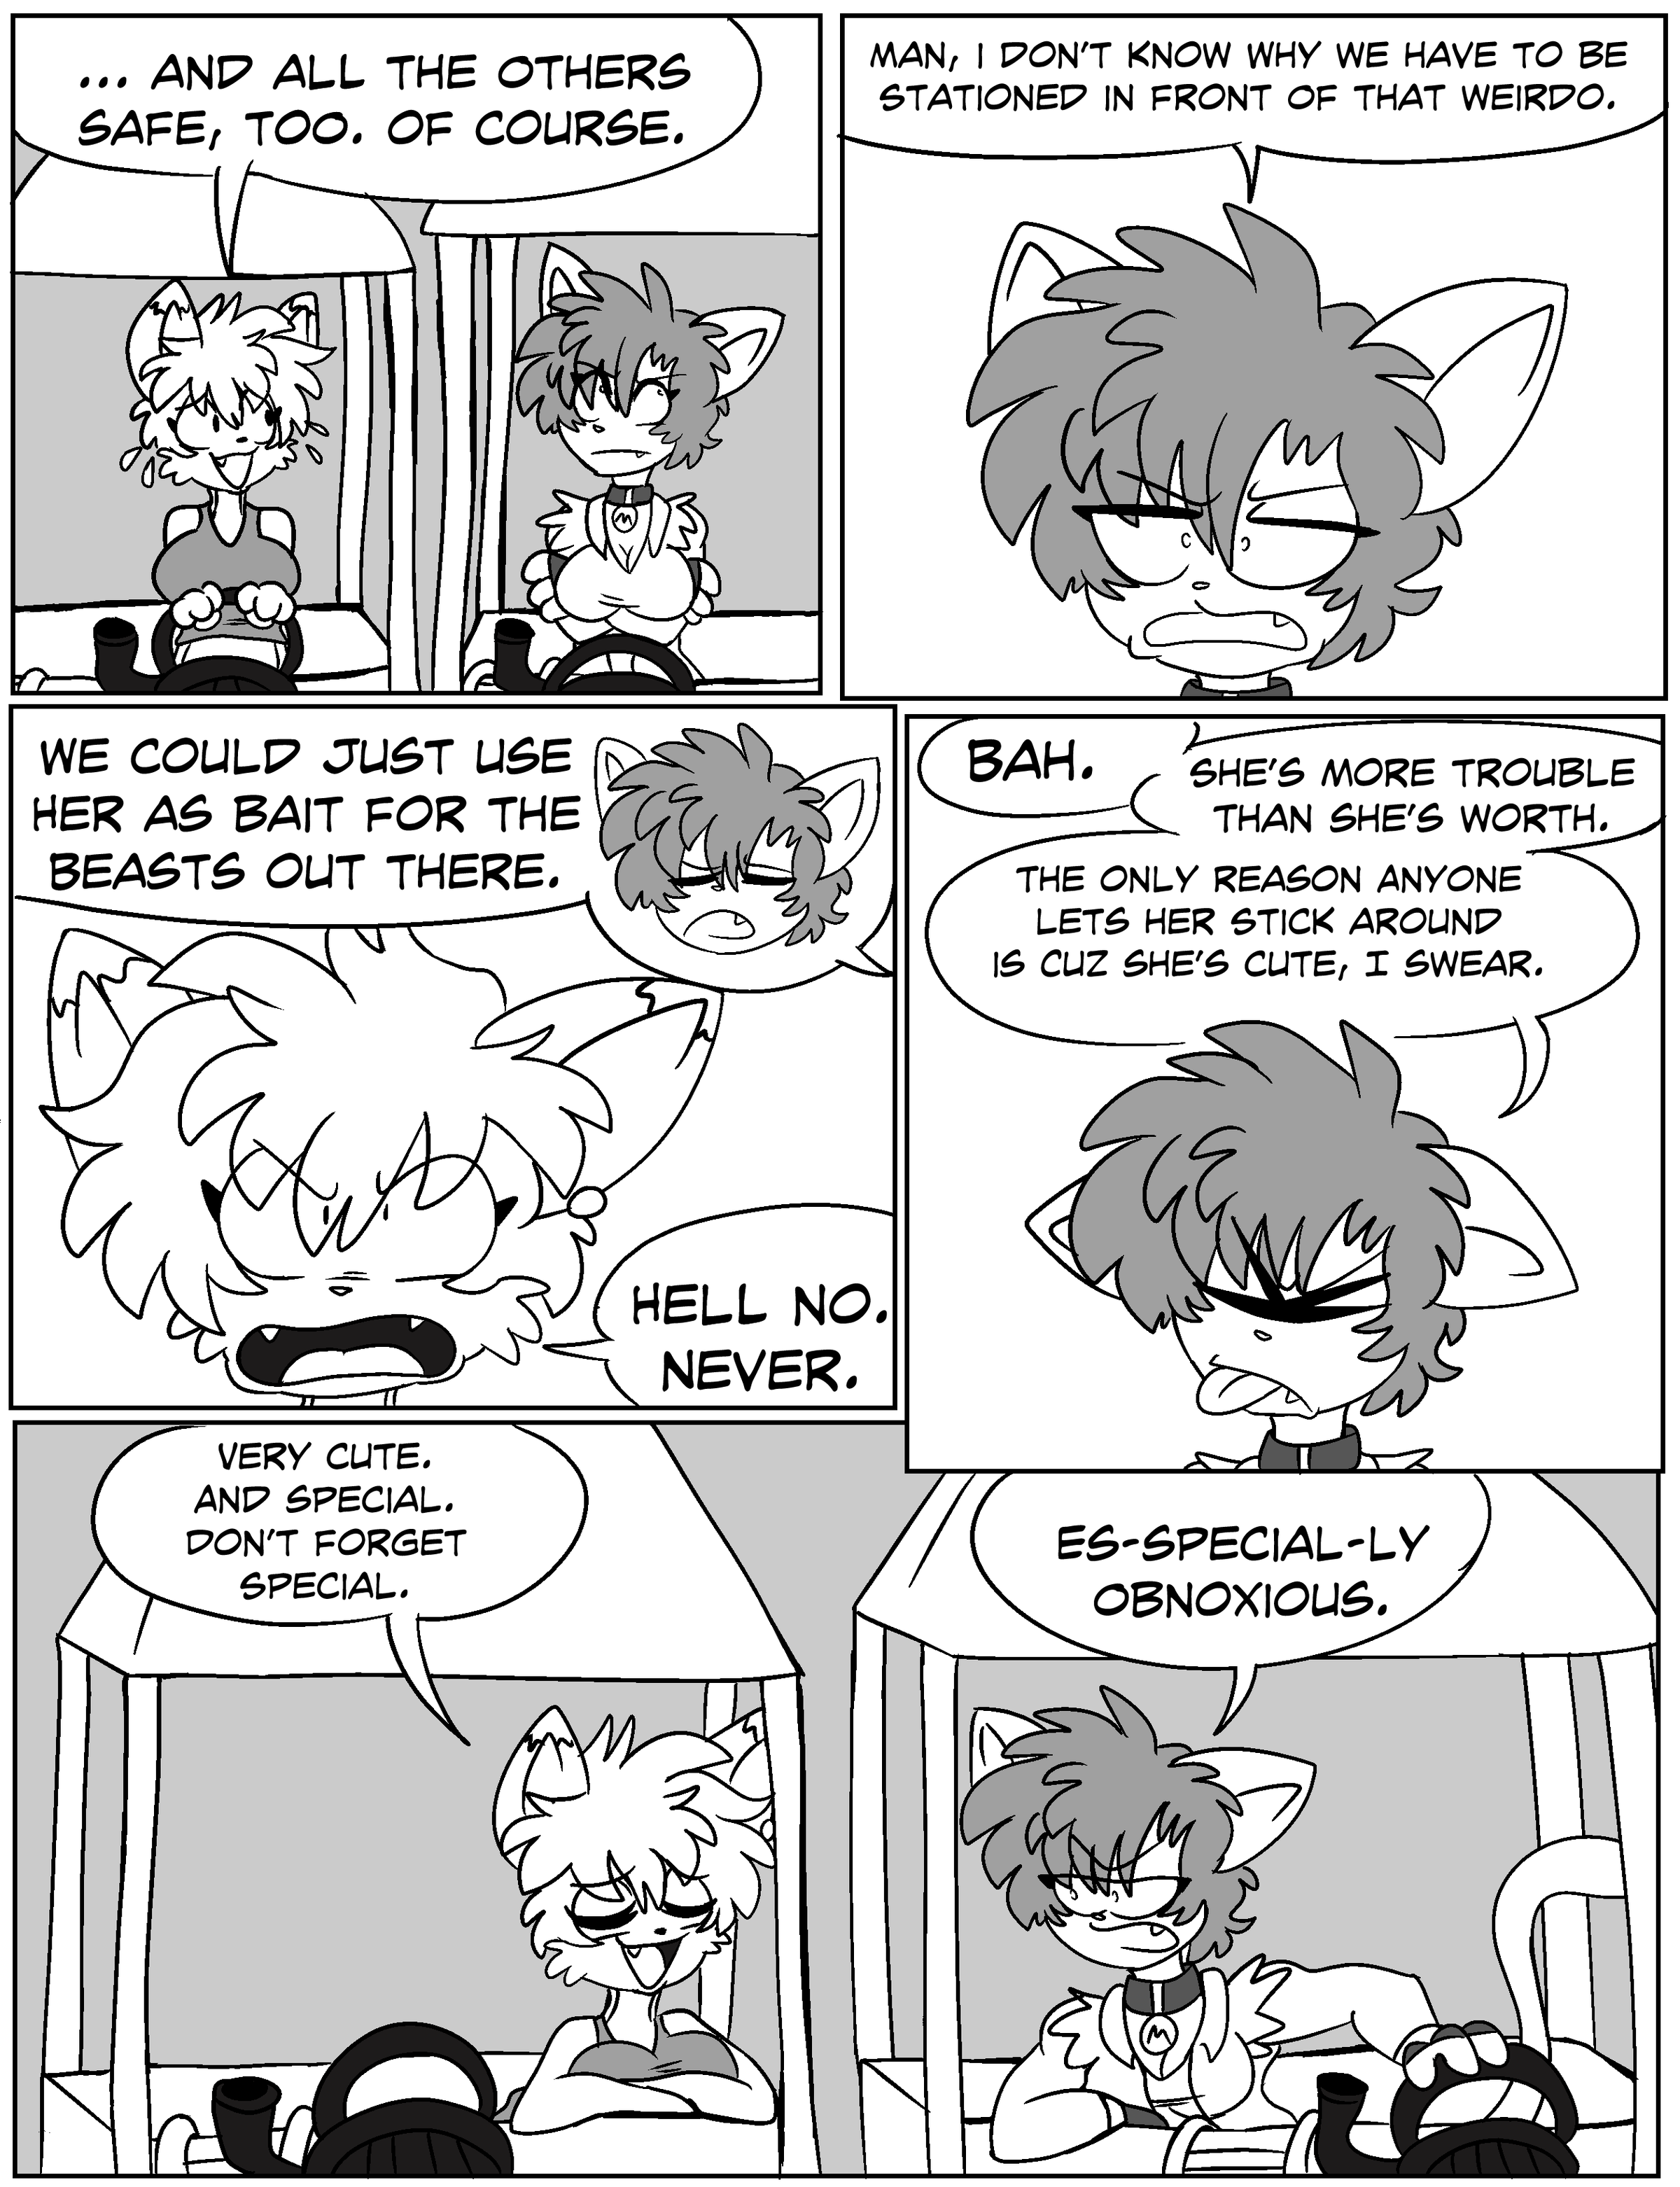 ... AND ALL THE OTHERS
SAFE, TOO. OF COURSE.
MAN, I DON'T KNOW WHY WE HAVE TO BE
STATIONED IN FRONT OF THAT WEIRDO.
M
WE COULD JUST USE
HER AS BAIT FOR THE
BEASTS OUT THERE.
HELL NO.
NEVER.
BAH.
SHE'S MORE TROUBLE
THAN SHE'S WORTH.
THE ONLY REASON ANYONE
LETS HER STICK AROUND
IS CUZ SHE'S CUTE, I SWEAR.
VERY CUTE.
AND SPECIAL.
DON'T FORGET
SPECIAL.
ES-SPECIAL-LY
OBNOXIOUS.
M